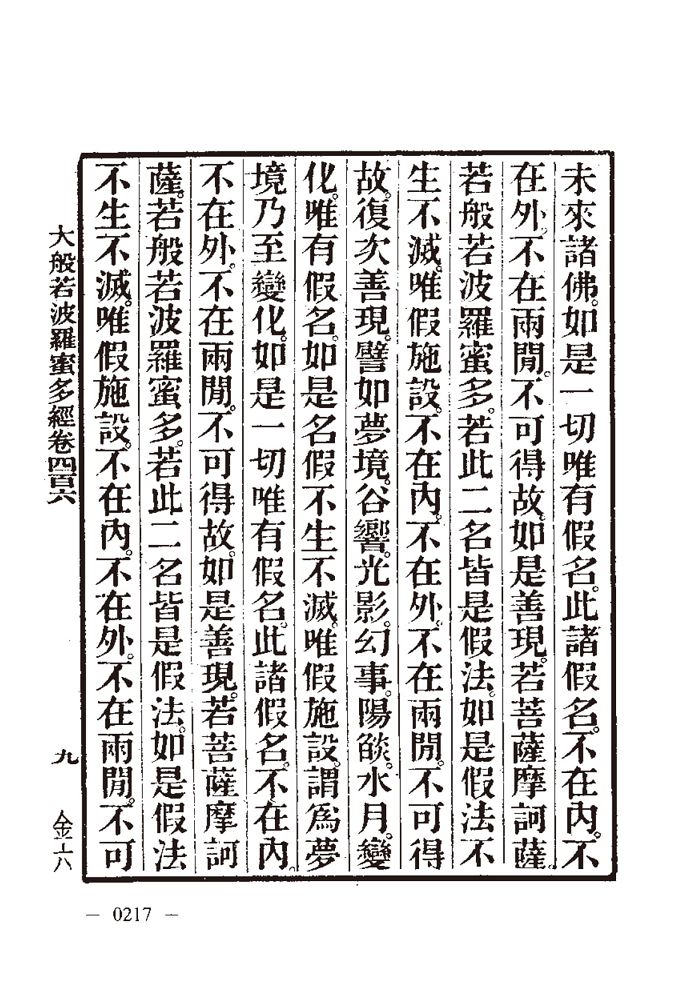 未來諸佛。如是一切唯有假名。此諸假名。不在內。不
在外。不在兩閒。不可得故。如是善現。若菩薩摩訶薩。
若般若波羅蜜多。若此二名皆是假法。如是假法不
生不滅。唯假施設。不在內。不在外。不在兩閒。不可得
故。復次善現。譬如夢境。谷響。光影。幻事。陽燄。水月。變
化。唯有假名。如是名假不生不滅。唯假施設。謂為夢
境乃至變化。如是一切唯有假名。此諸假名。不在內。
不在外。不在兩閒。不可得故。如是善現。若菩薩摩訶
薩。若般若波羅蜜多。若此二名皆是假法。如是假法
不生不滅。唯假施設。不在內。不在外。不在兩閒。不可
大般若波羅蜜多經卷四百六 九 金六
— 0217 —